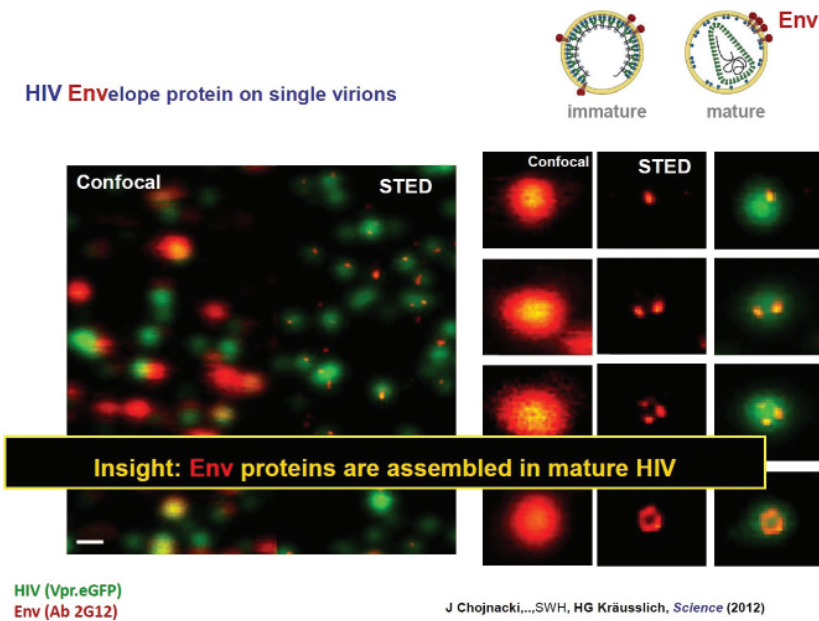 Env
immature
mature
HIV Envelope protein on single virions
Confocal
STED
Confocal
STED
Insight: Env proteins are assembled in mature HIV
HIV (Vpr.eGFP)
Env (Ab 2G12)
J Chojnacki,..,SWH, HG Kräusslich, Science (2012)